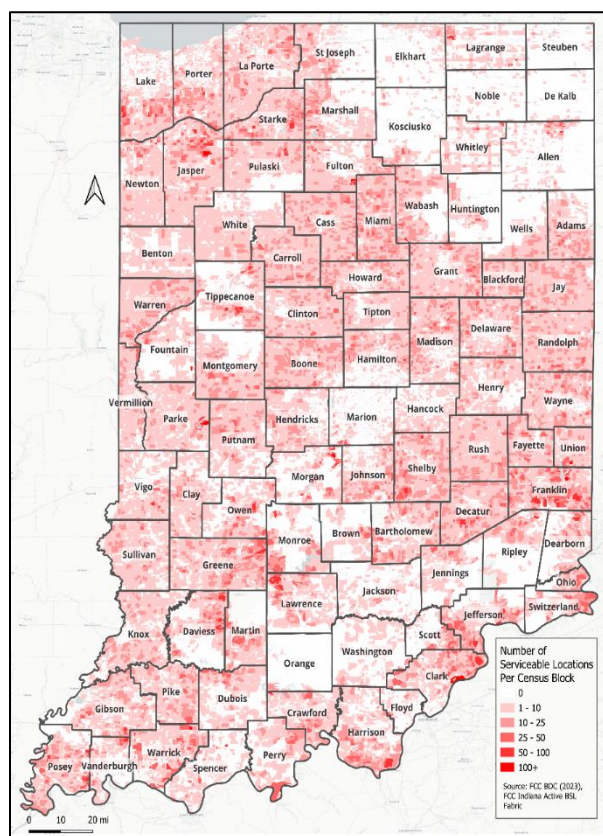 St Joseph
Elkhart
Lagrange
Steuben
Lake
Porter
La Porte
Noble
De Kalb
Starke
Marshall
Kosciusko
Whitley
Allen
Newton
Jasper
Pulaski
Fulton
Wabash
Huntington
Wells
Adams
White
Cass
Miami
Benton
Carroll
Howard
Grant
Blackford
Jay
Warren
Tippecanoe
Clinton
Tipton
Fountain
Montgomery
Boone
Hamilton
Madison
Delaware
Randolph
Henry
Vermillion
Parke
Putnam
Hendricks
Marion
Hancock
Wayne
Vigo
Clay
Morgan
Johnson
Shelby
Rush
Fayette
Union
Owen
Franklin
Sullivan
Greene
Monroe
Brown
Bartholomew
Decatur
Dearborn
Ripley
Jennings
Ohio
Switzerland
Lawrence
Jackson
Jefferson
Knox
Daviess
Martin
Orange
Washington
Scott
Clark
Gibson
Pike
Dubois
Crawford
Floyd
Harrison
Posey
Vanderburgh
Warrick
Spencer
Perry
Number of
Serviceable Locations
Per Census Block
0
1 - 10
10 - 25
25 - 50
50 - 100
100+
Source: FCC BDC (2023),
FCC Indiana Active BSL
Fabric
0 10 20 mi